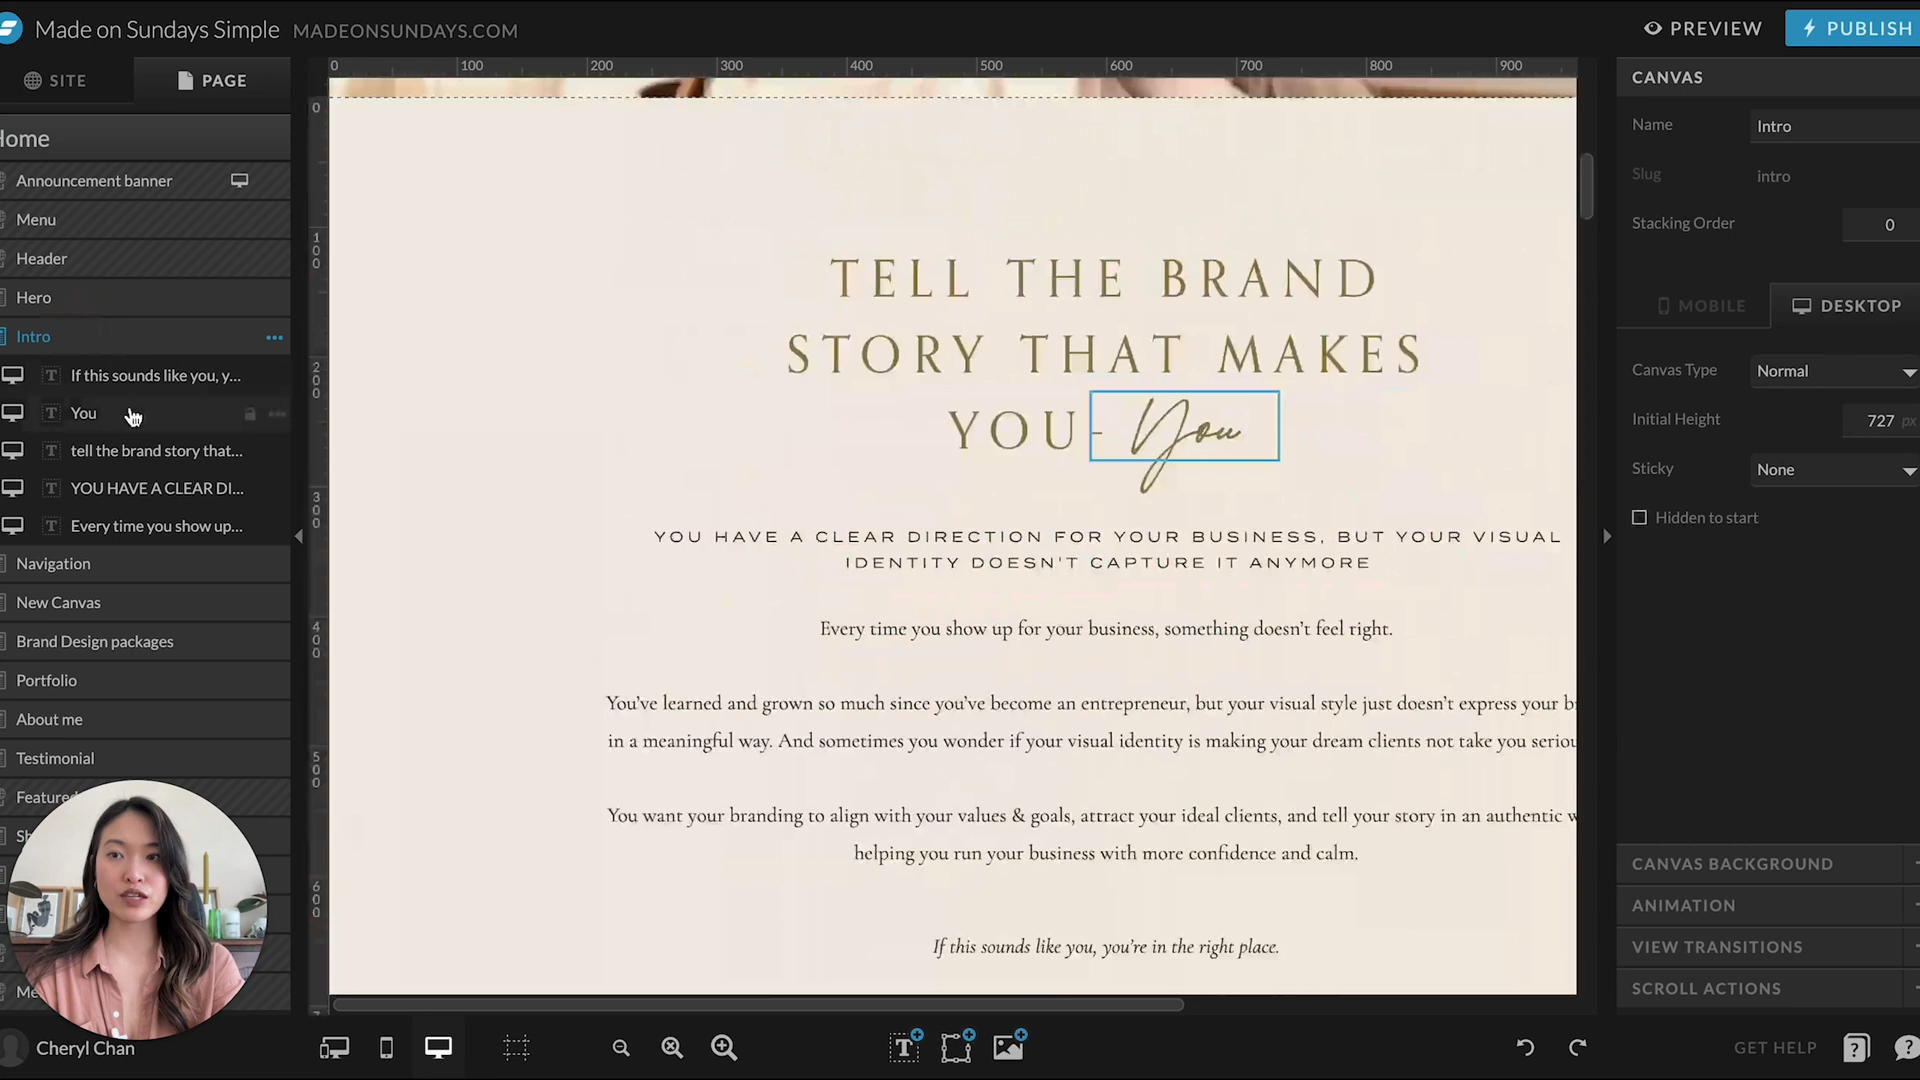 Made on Sundays Simple MADEONSUNDAYS.COM
PREVIEW
PUBLISH
SITE
PAGE
Home
Announcement banner
Menu
Header
Hero
Intro
If this sounds like you, y...
You
tell the brand story that...
YOU HAVE A CLEAR DI...
Every time you show up...
Navigation
New Canvas
Brand Design packages
Portfolio
About me
Testimonial
Cheryl Chan
0 100 200 300 400 500 600 700 800 900
0
100
200
300
400
500
600
TELL THE BRAND
STORY THAT MAKES
YOU - You
YOU HAVE A CLEAR DIRECTION FOR YOUR BUSINESS, BUT YOUR VISUAL
IDENTITY DOESN'T CAPTURE IT ANYMORE
Every time you show up for your business, something doesn't feel right.
You've learned and grown so much since you've become an entrepreneur, but your visual style just doesn't express your
in a meaningful way. And sometimes you wonder if your visual identity is making your dream clients not take you
You want your branding to align with your values & goals, attract your ideal clients, and tell your story in an authentic
helping you run your business with more confidence and calm.
If this sounds like you, you're in the right place.
CANVAS
Name Intro
Slug intro
Stacking Order 0
MOBILE DESKTOP
Canvas Type Normal
Initial Height 727 px
Sticky None
Hidden to start
CANVAS BACKGROUND
ANIMATION
VIEW TRANSITIONS
SCROLL ACTIONS
GET HELP